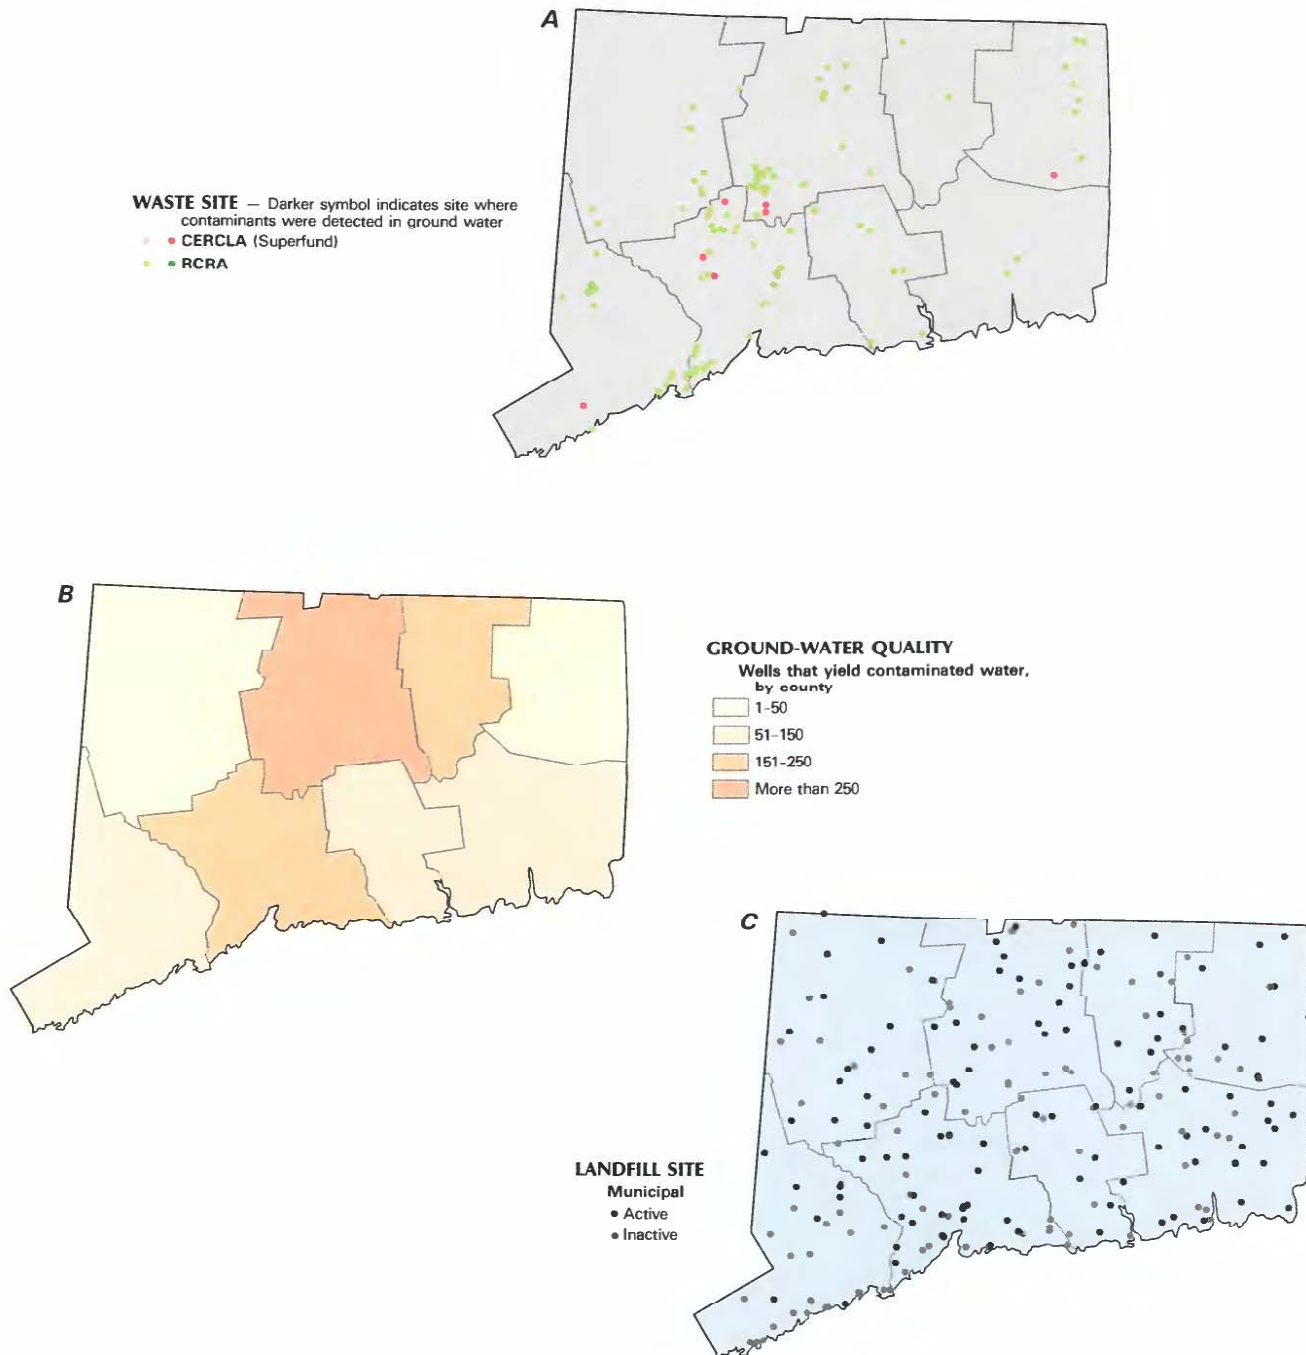 A
WASTE SITE — Darker symbol indicates site where
contaminants were detected in ground water
CERCLA (Superfund)
RCRA
B
GROUND-WATER QUALITY
Wells that yield contaminated water,
by county
1-50
51-150
151-250
More than 250
C
LANDFILL SITE
Municipal
Active
Inactive